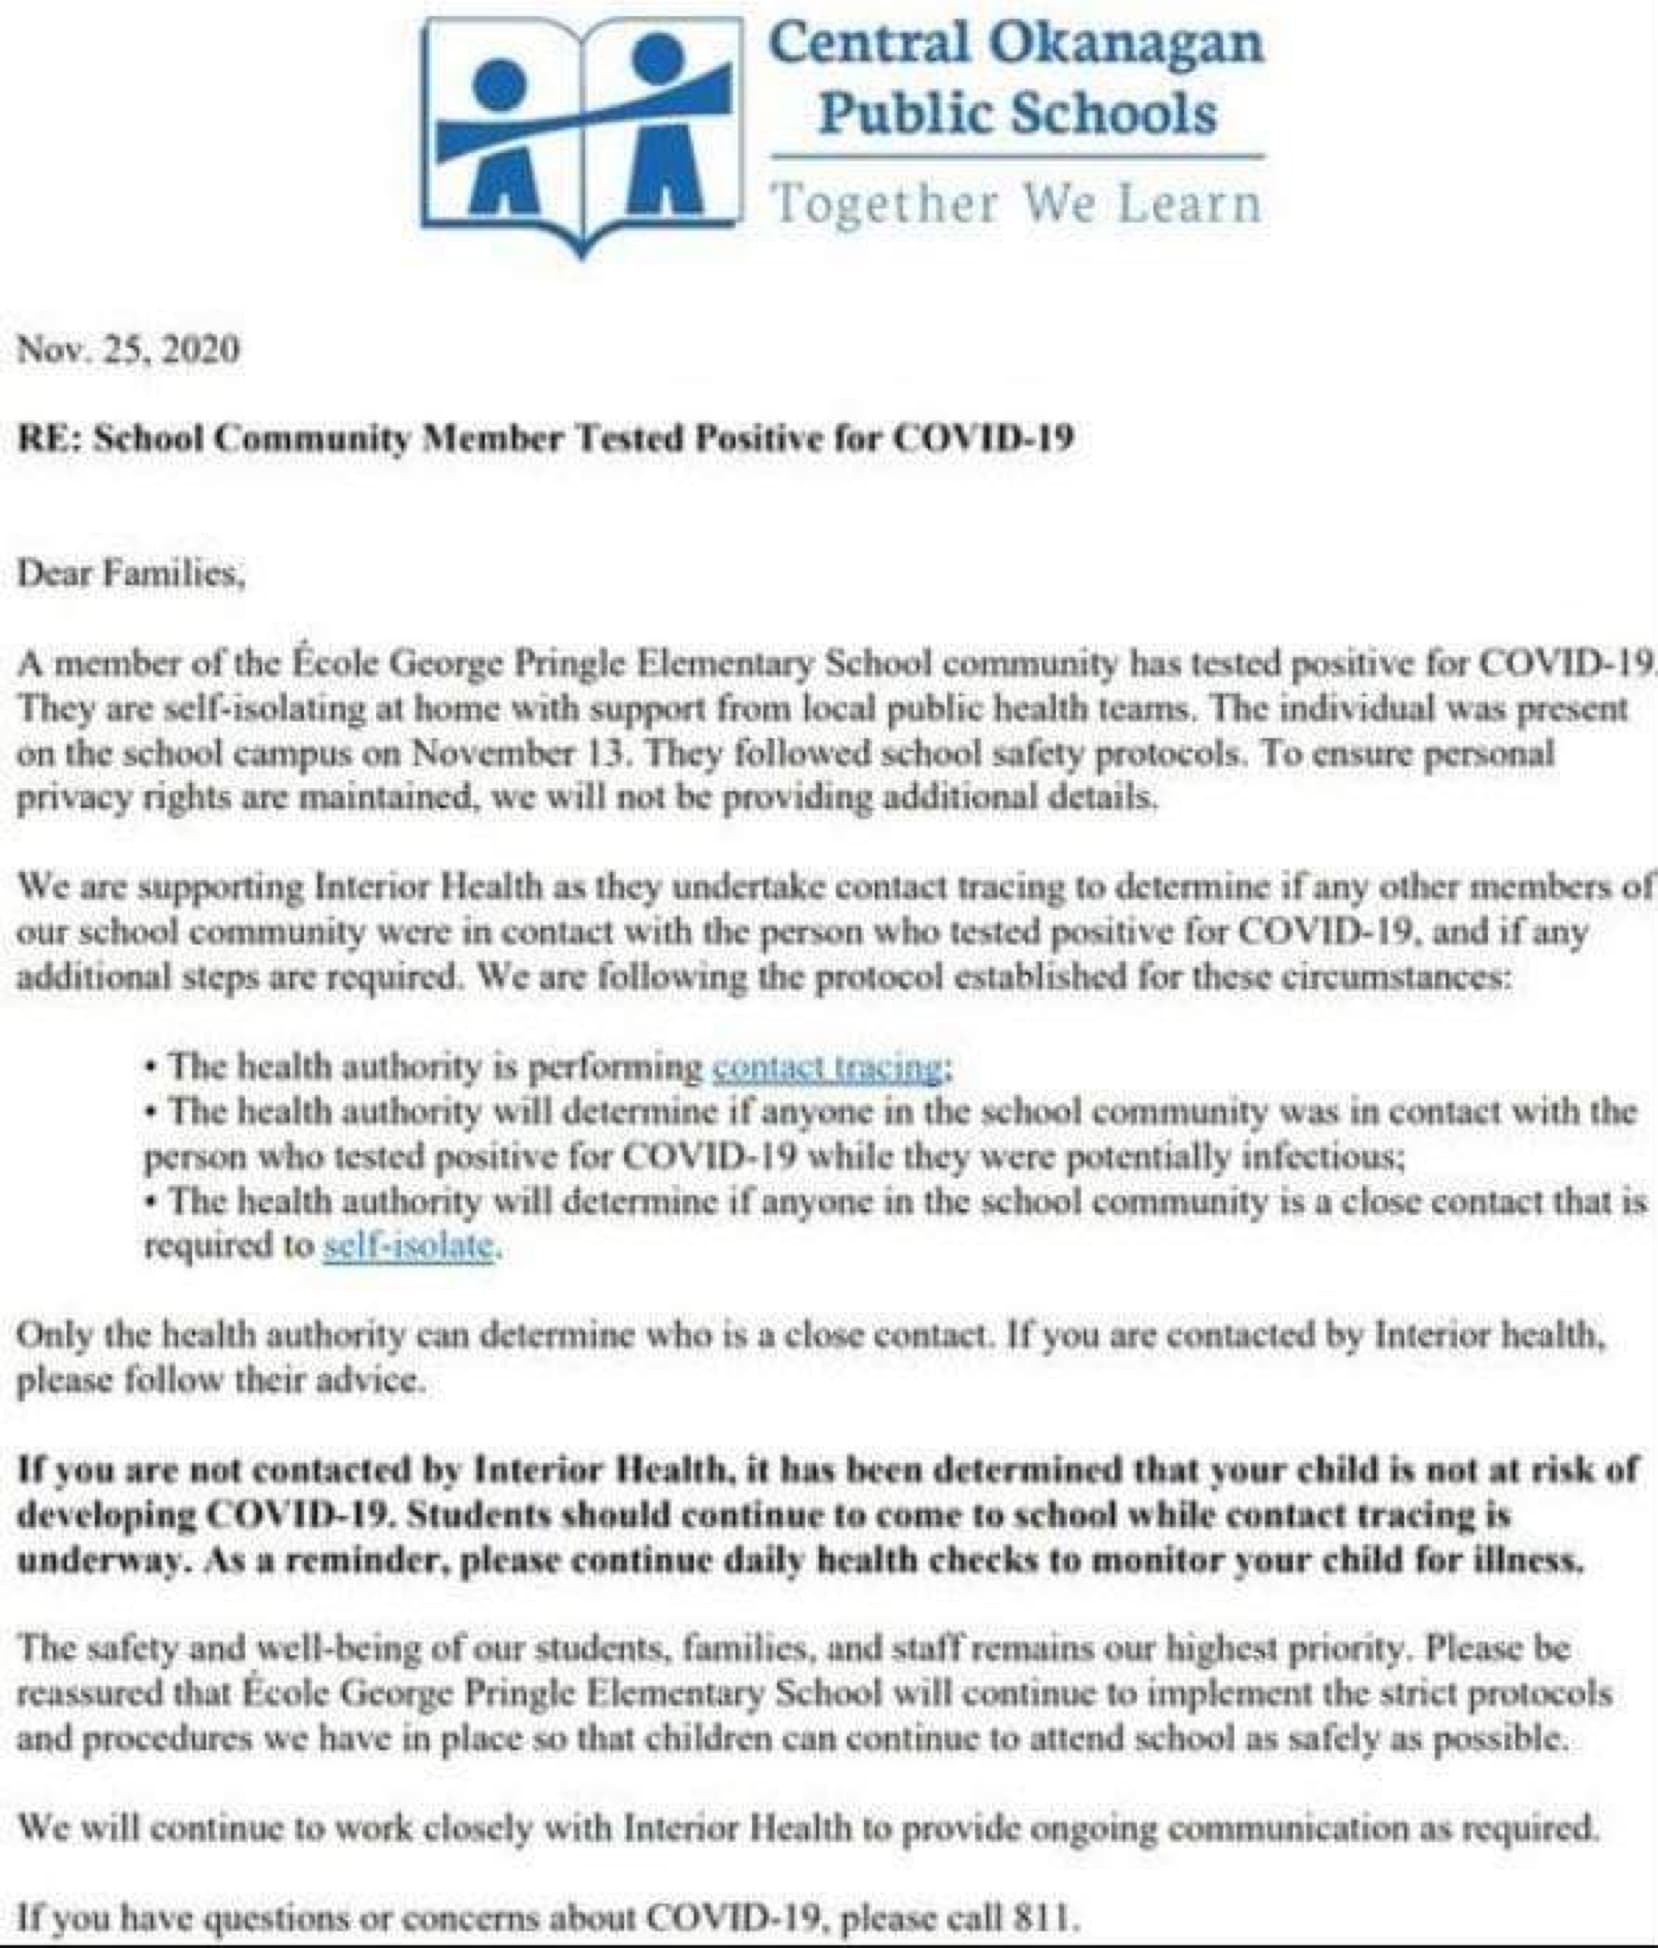 Central Okanagan
Public Schools
Together We Learn
Nov. 25, 2020
RE: School Community Member Tested Positive for COVID-19
Dear Families,
A member of the École George Pringle Elementary School community has tested positive for COVID-19.
They are self-isolating at home with support from local public health teams. The individual was present
on the school campus on November 13. They followed school safety protocols. To ensure personal
privacy rights are maintained, we will not be providing additional details.
We are supporting Interior Health as they undertake contact tracing to determine if any other members of
our school community were in contact with the person who tested positive for COVID-19, and if any
additional steps are required. We are following the protocol established for these circumstances:
• The health authority is performing contact tracing;
• The health authority will determine if anyone in the school community was in contact with the
person who tested positive for COVID-19 while they were potentially infectious;
• The health authority will determine if anyone in the school community is a close contact that is
required to self-isolate.
Only the health authority can determine who is a close contact. If you are contacted by Interior health,
please follow their advice.
If you are not contacted by Interior Health, it has been determined that your child is not at risk of
developing COVID-19. Students should continue to come to school while contact tracing is
underway. As a reminder, please continue daily health checks to monitor your child for illness.
The safety and well-being of our students, families, and staff remains our highest priority. Please be
reassured that École George Pringle Elementary School will continue to implement the strict protocols
and procedures we have in place so that children can continue to attend school as safely as possible.
We will continue to work closely with Interior Health to provide ongoing communication as required.
If you have questions or concerns about COVID-19, please call 811.